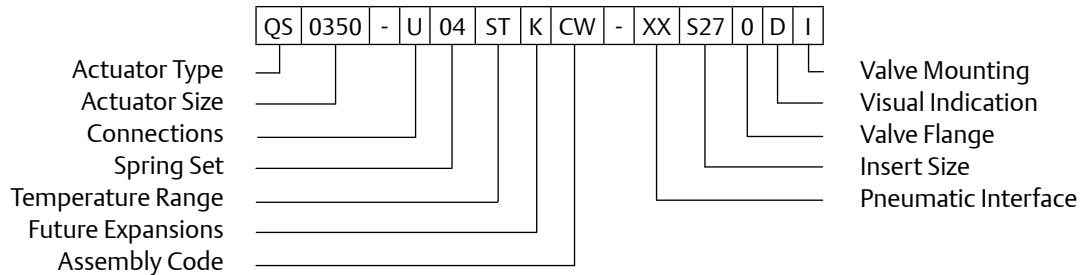 QS 0350 - U 04 ST K CW - XX S27 0 D I
Actuator Type
Actuator Size
Connections
Spring Set
Temperature Range
Future Expansions
Assembly Code
Valve Mounting
Visual Indication
Valve Flange
Insert Size
Pneumatic Interface